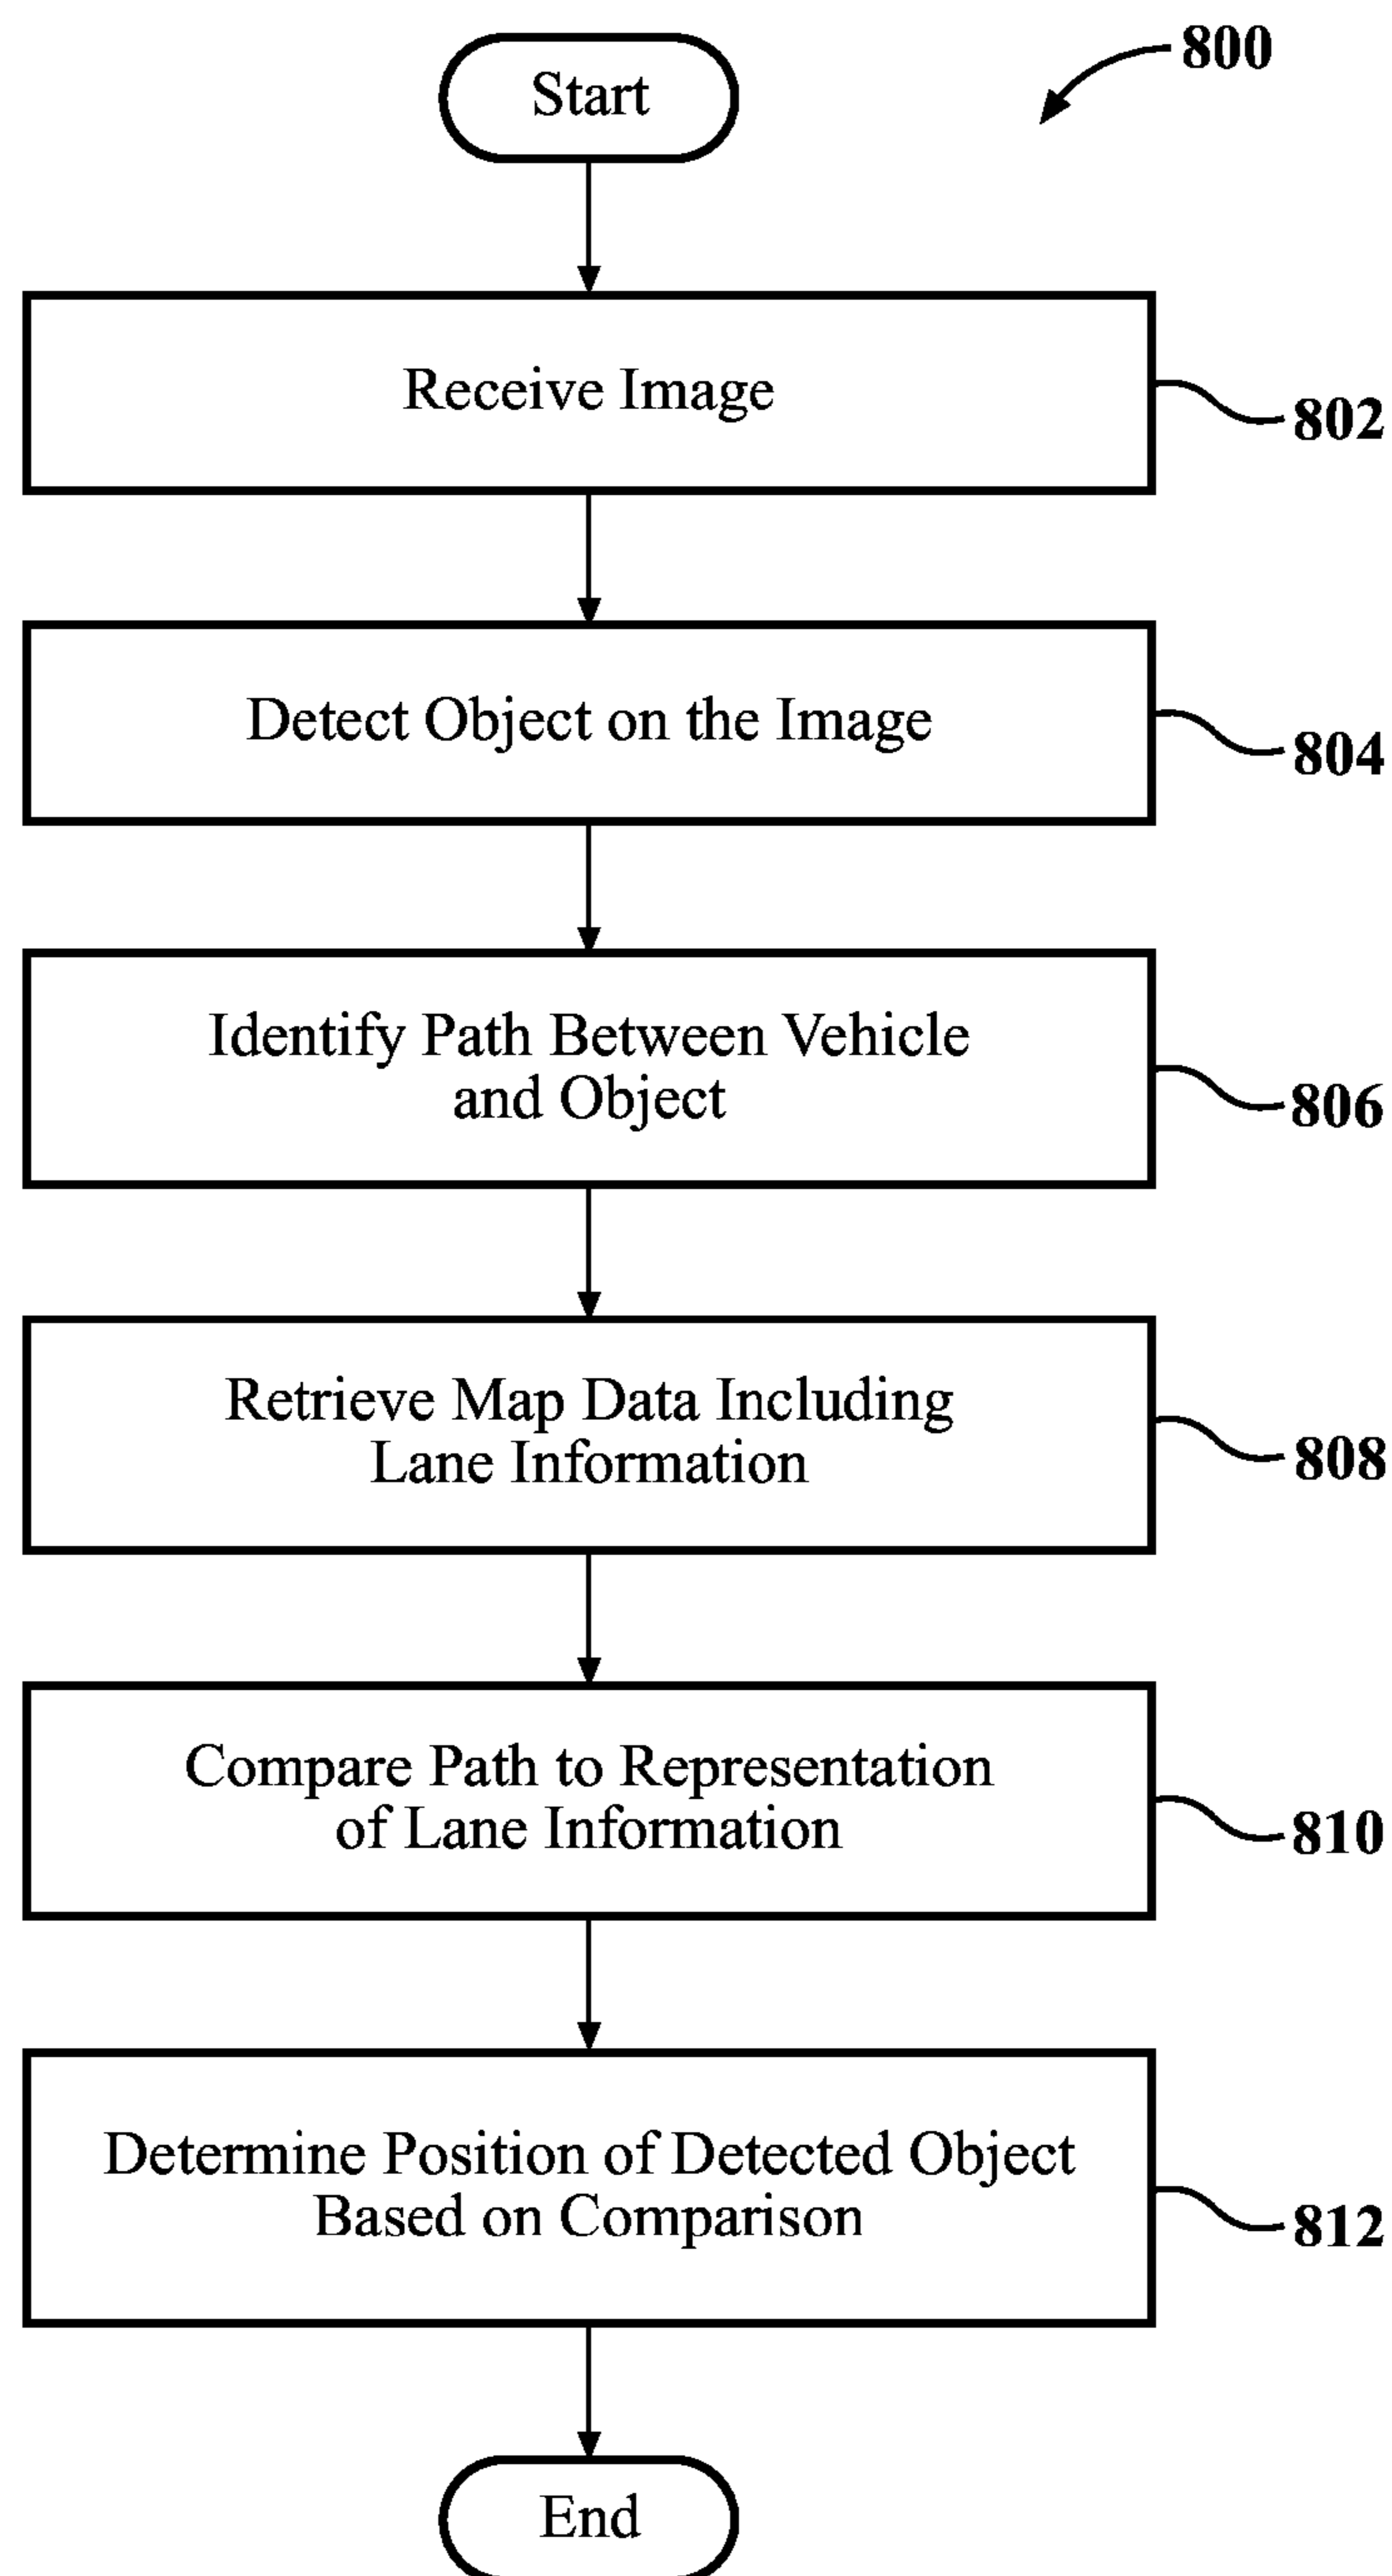 Start
800
Receive Image
802
Detect Object on the Image
804
Identify Path Between Vehicle
and Object
806
Retrieve Map Data Including
Lane Information
808
Compare Path to Representation
of Lane Information
810
Determine Position of Detected Object
Based on Comparison
812
End